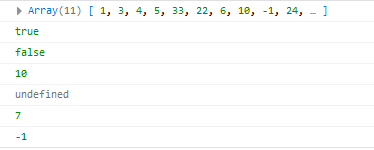 Array(11) [ 1, 3, 4, 5, 33, 22, 6, 10, -1, 24, … ]
true
false
10
undefined
7
-1